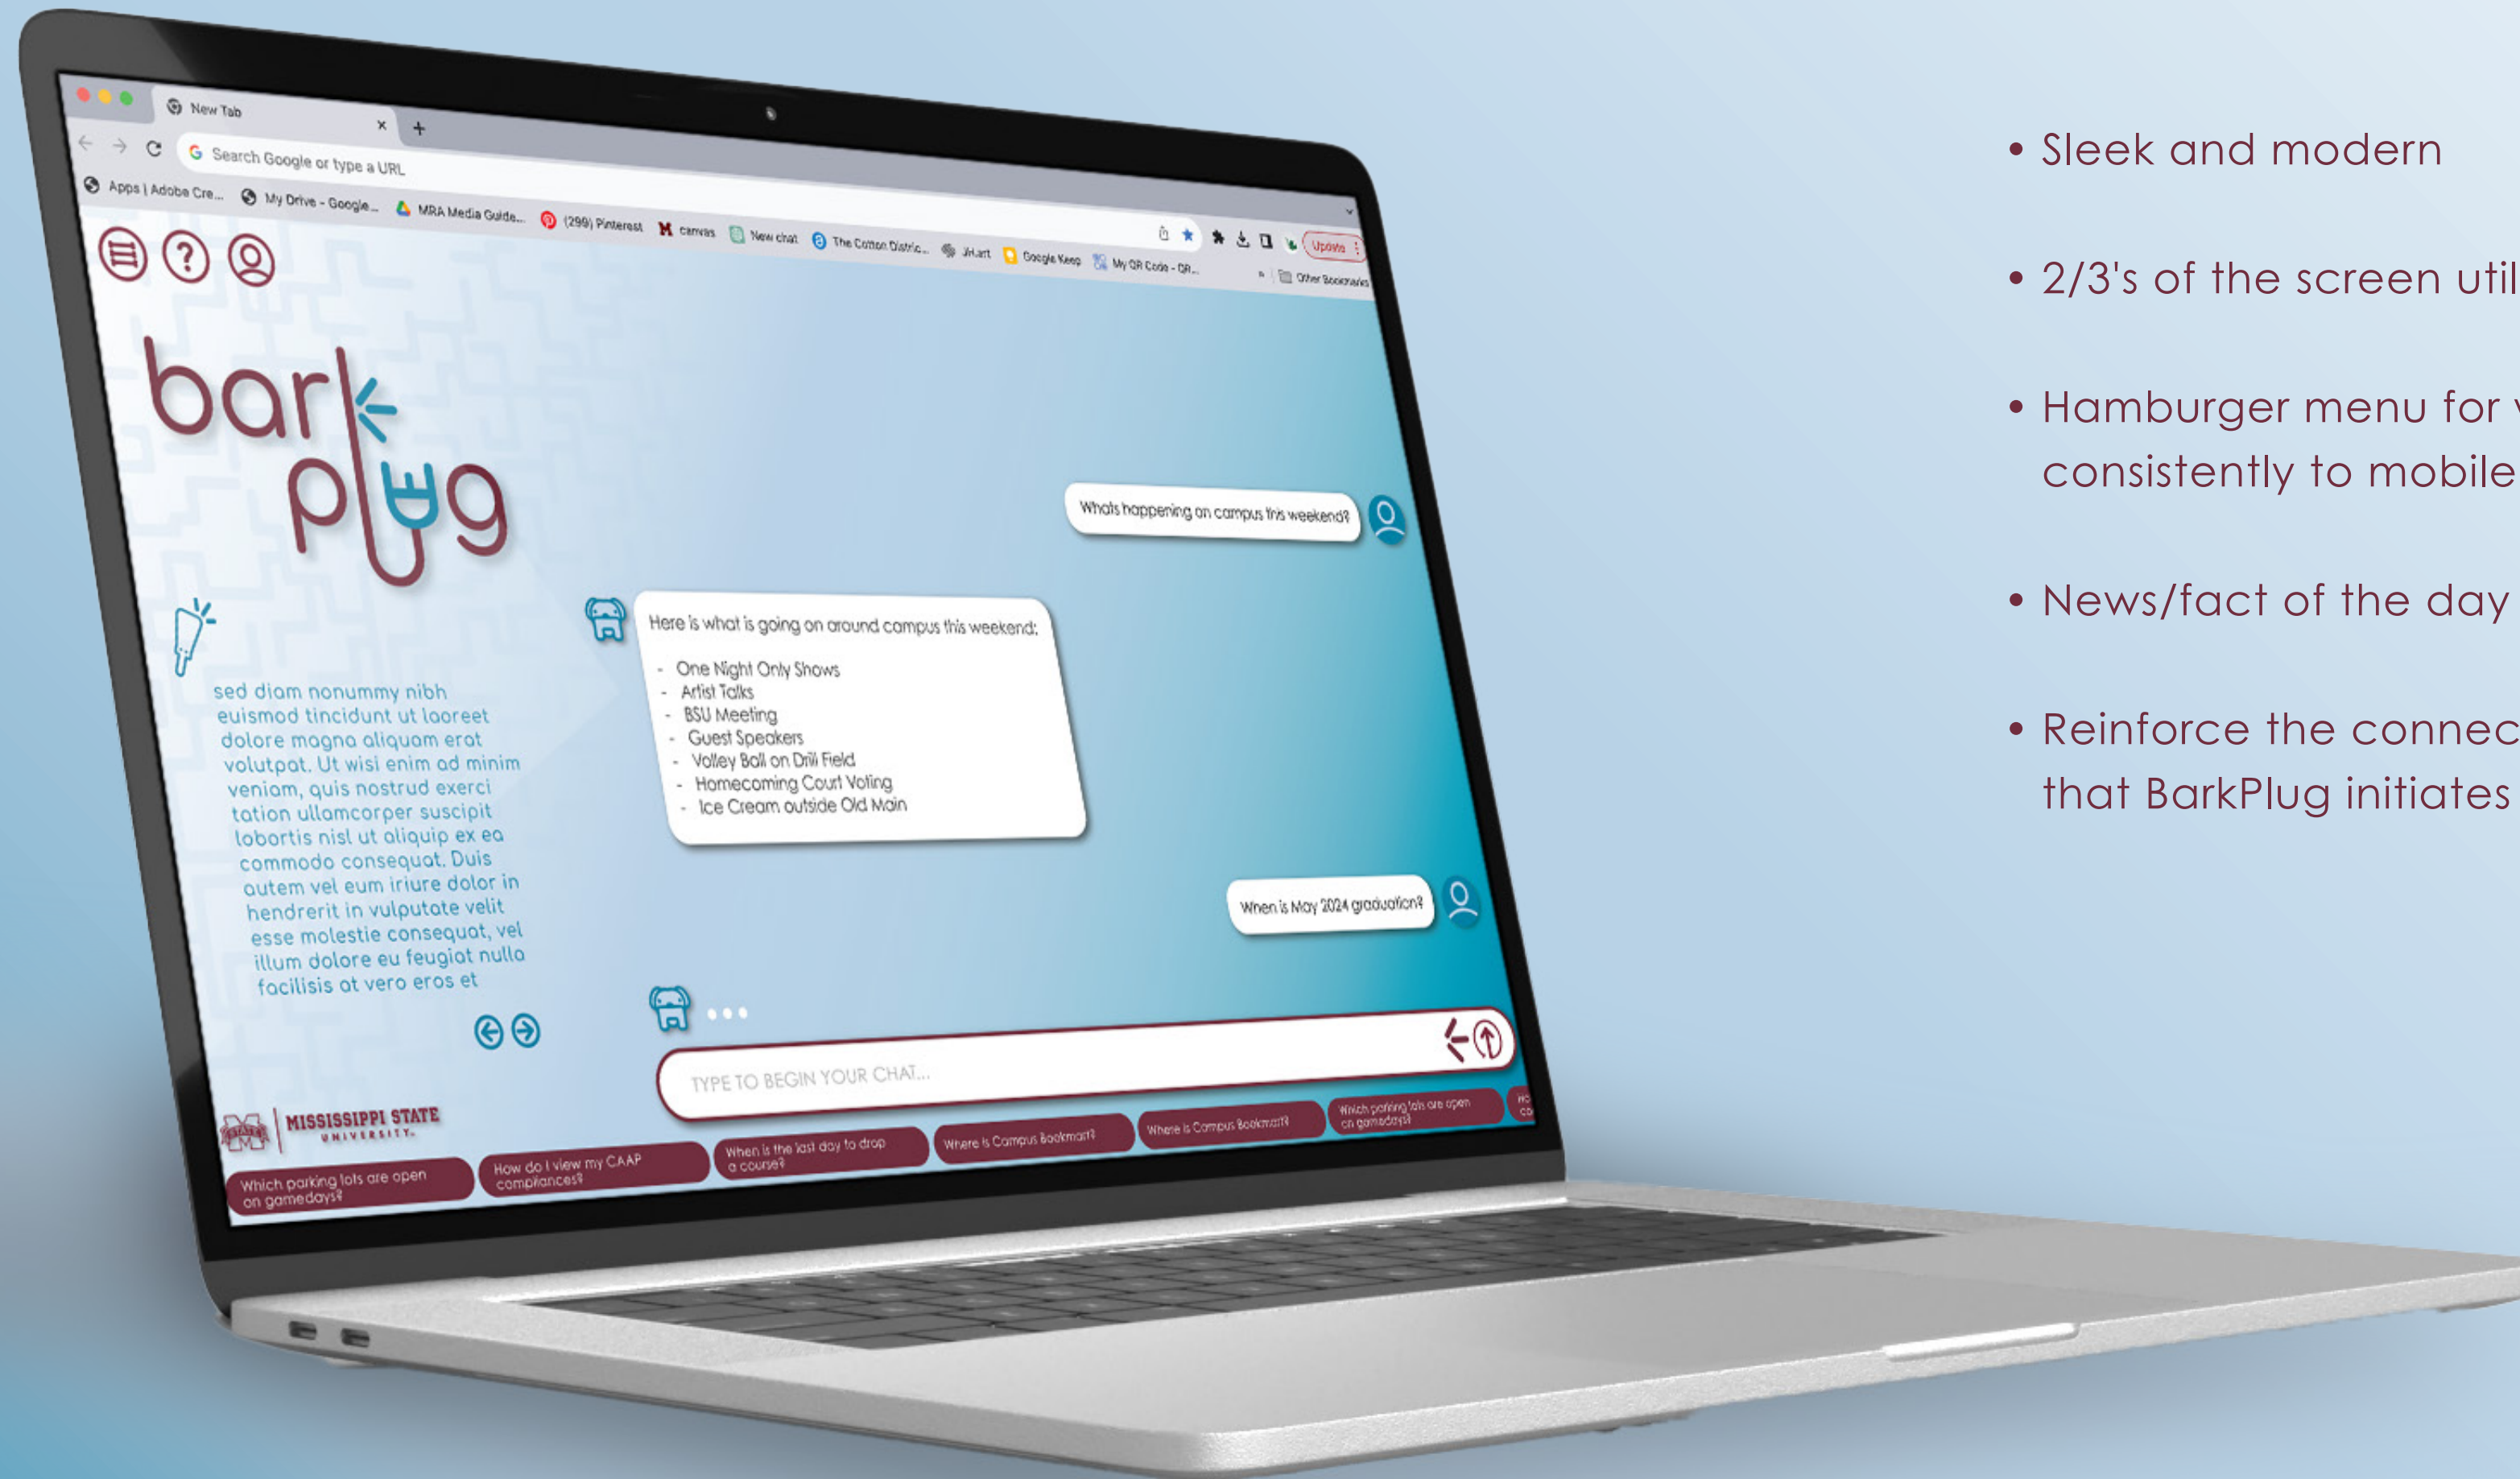 New Tab
Search Google or type a URL
Apps | Adobe Cre...
My Drive - Google...
MRA Media Guide...
(299) Pinterest
canvas
New chat
The Cotton Distric...
JH.art
Google Keep
My QR Code - QR...
Update
Other Bookmarks
bark
plug
sed diam nonummy nibh
euismod tincidunt ut laoreet
dolore magna aliquam erat
volutpat. Ut wisi enim ad minim
veniam, quis nostrud exerci
tation ullamcorper suscipit
lobortis nisl ut aliquip ex ea
commodo consequat. Duis
autem vel eum iriure dolor in
hendrerit in vulputate velit
esse molestie consequat, vel
illum dolore eu feugiat nulla
facilisis at vero eros et
Whats happening on campus this weekend?
Here is what is going on around campus this weekend:
- One Night Only Shows
- Artist Talks
- BSU Meeting
- Guest Speakers
- Volley Ball on Drill Field
- Homecoming Court Voting
- Ice Cream outside Old Main
When is May 2024 graduation?
...
TYPE TO BEGIN YOUR CHAT...
STATE
MISSISSIPPI STATE
UNIVERSITY™
Which parking lots are open
on gamedays?
How do I view my CAAP
compliances?
When is the last day to drop
a course?
Where is Campus Bookmart?
Where is Campus Bookmart?
Which parking lots are open
on gamedays?
• Sleek and modern
• 2/3's of the screen util
• Hamburger menu for
consistently to mobile
• News/fact of the day
• Reinforce the connec
that BarkPlug initiates